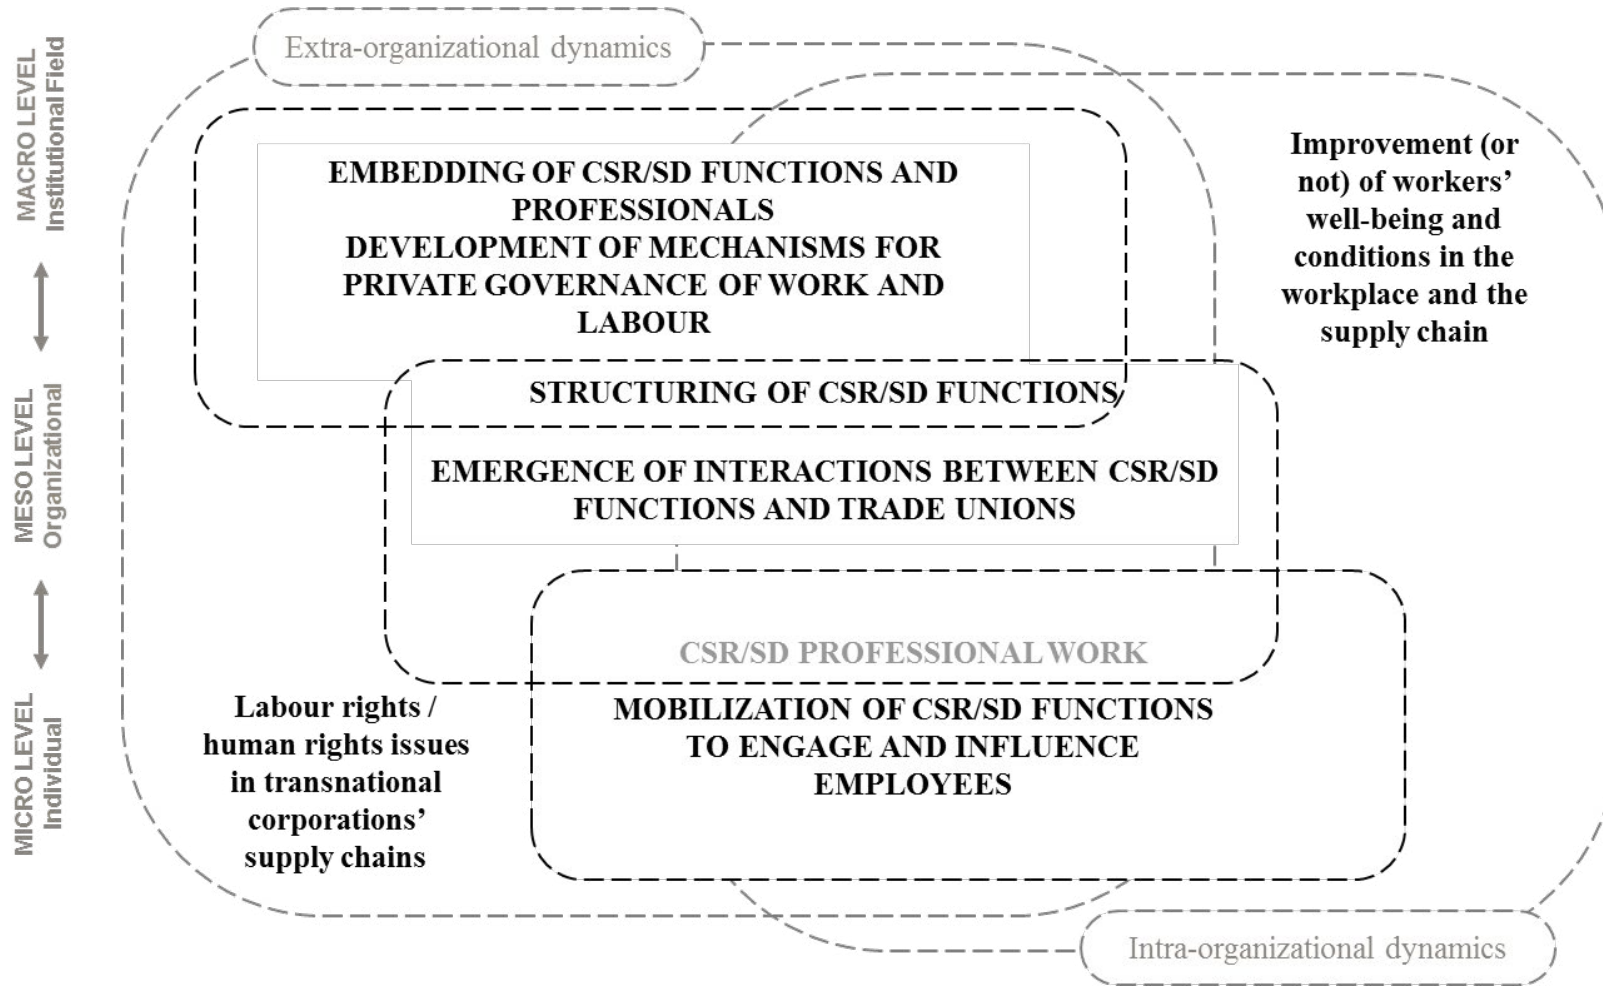 Extra-organizational dynamics
MACRO LEVEL
Institutional Field
EMBEDDING OF CSR/SD FUNCTIONS AND
PROFESSIONALS
DEVELOPMENT OF MECHANISMS FOR
PRIVATE GOVERNANCE OF WORK AND
LABOUR
Improvement (or
not) of workers’
well-being and
conditions in the
workplace and the
supply chain
MESO LEVEL
Organizational
STRUCTURING OF CSR/SD FUNCTIONS
EMERGENCE OF INTERACTIONS BETWEEN CSR/SD
FUNCTIONS AND TRADE UNIONS
MICRO LEVEL
Individual
CSR/SD PROFESSIONAL WORK
MOBILIZATION OF CSR/SD FUNCTIONS
TO ENGAGE AND INFLUENCE
EMPLOYEES
Labour rights /
human rights issues
in transnational
corporations’
supply chains
Intra-organizational dynamics